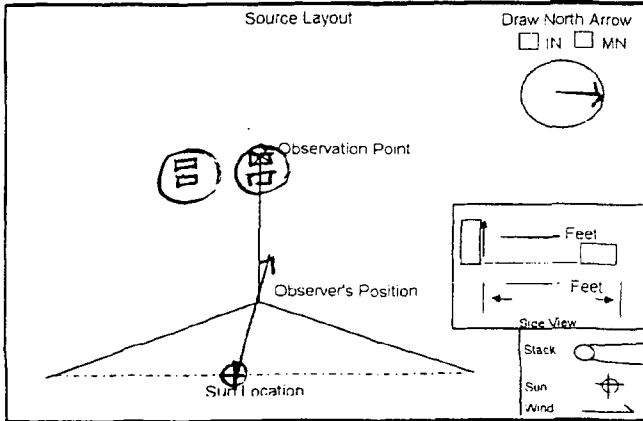 Source Layout
Draw North Arrow
IN MN
Observation Point
Observer's Position
Sun Location
Feet
Feet
Side View
Stack
Sun
Wind